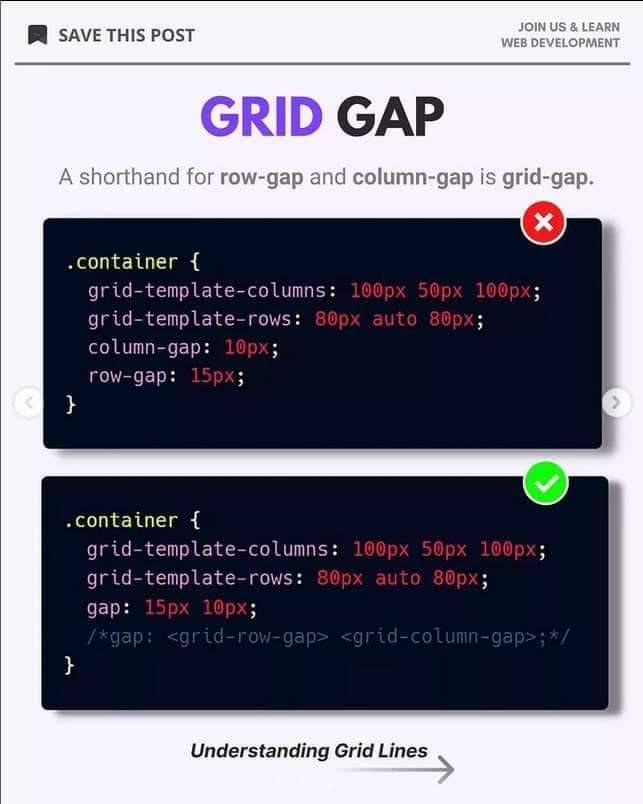 SAVE THIS POST
JOIN US & LEARN
WEB DEVELOPMENT
GRID GAP
A shorthand for row-gap and column-gap is grid-gap.
.container {
  grid-template-columns: 100px 50px 100px;
  grid-template-rows: 80px auto 80px;
  column-gap: 10px;
  row-gap: 15px;
}
.container {
  grid-template-columns: 100px 50px 100px;
  grid-template-rows: 80px auto 80px;
  gap: 15px 10px;
  /*gap: <grid-row-gap> <grid-column-gap>;*/
}
Understanding Grid Lines